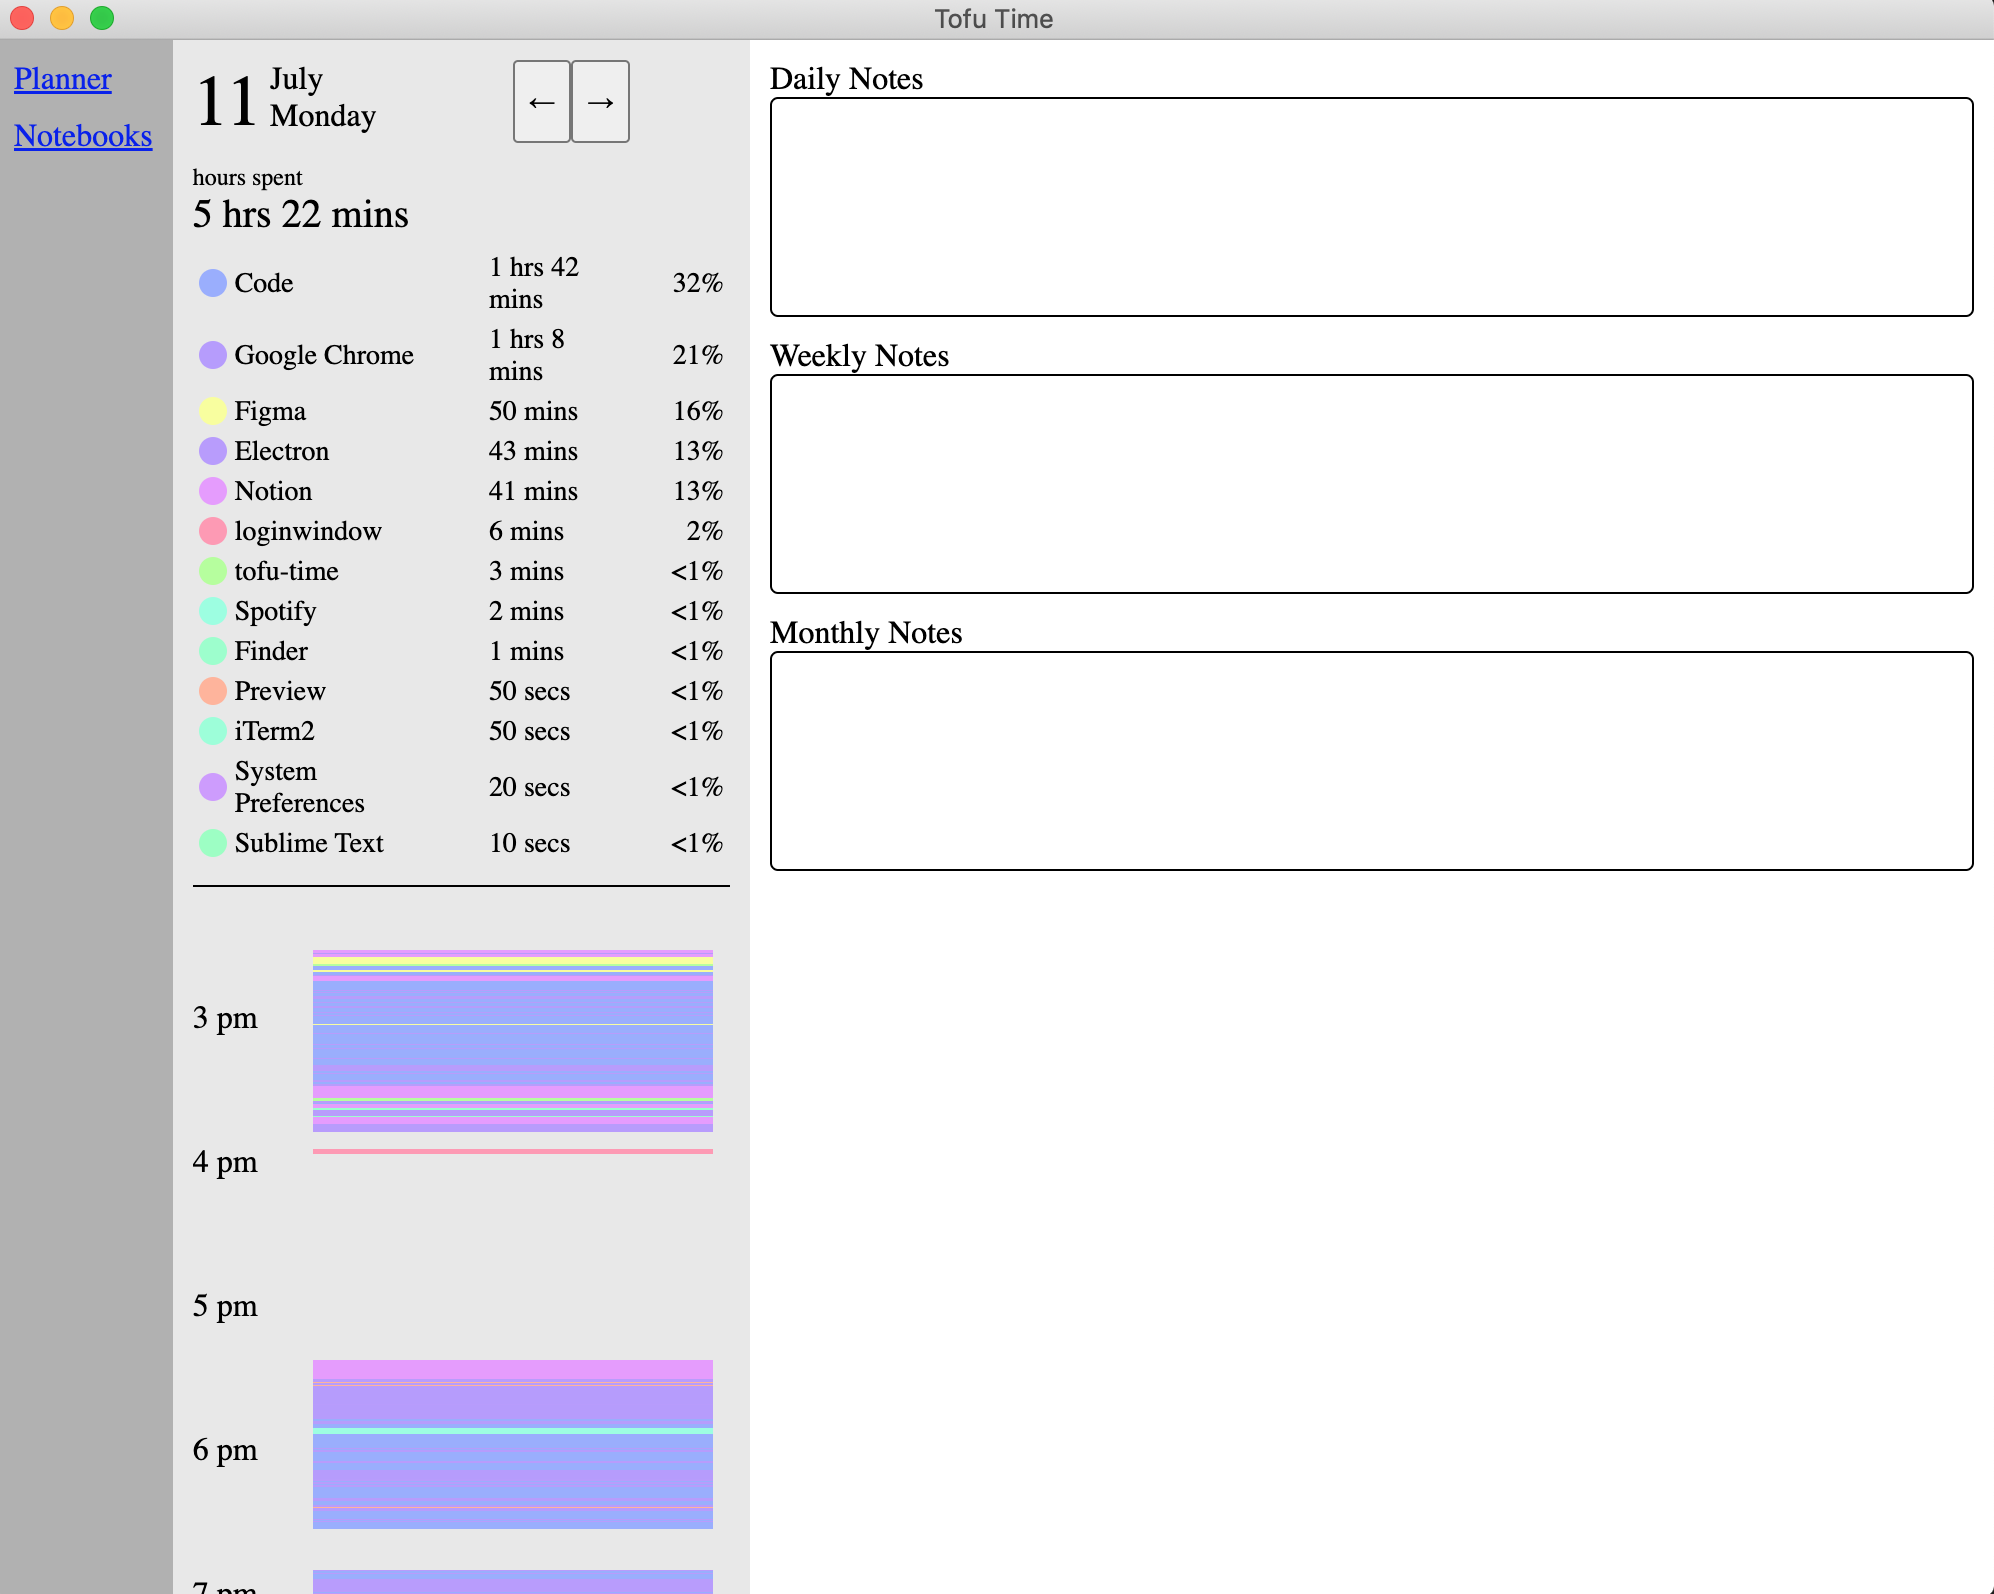 Tofu Time
Planner
Notebooks
11
July
Monday
←
→
hours spent
5 hrs 22 mins
Code 1 hrs 42 mins 32%
Google Chrome 1 hrs 8 mins 21%
Figma 50 mins 16%
Electron 43 mins 13%
Notion 41 mins 13%
loginwindow 6 mins 2%
tofu-time 3 mins <1%
Spotify 2 mins <1%
Finder 1 mins <1%
Preview 50 secs <1%
iTerm2 50 secs <1%
System Preferences 20 secs <1%
Sublime Text 10 secs <1%
3 pm
4 pm
5 pm
6 pm
7 pm
Daily Notes
Weekly Notes
Monthly Notes